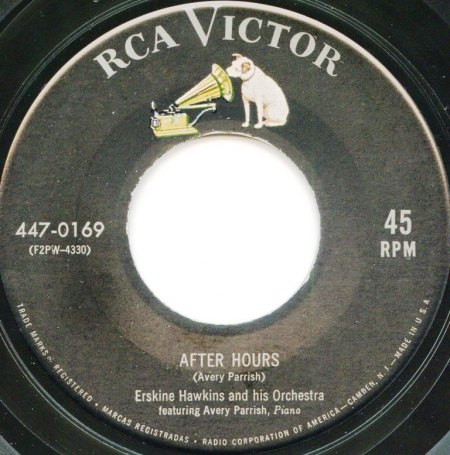 RCA VICTOR
447-0169
(F2PW-4330)
45
RPM
AFTER HOURS
(Avery Parrish)
Erskine Hawkins and his Orchestra
featuring Avery Parrish, Piano
TRADE MARKS ® REGISTERED • MARCAS REGISTRADAS • RADIO CORPORATION OF AMERICA—CAMDEN, N. J. • MADE IN U.S.A.